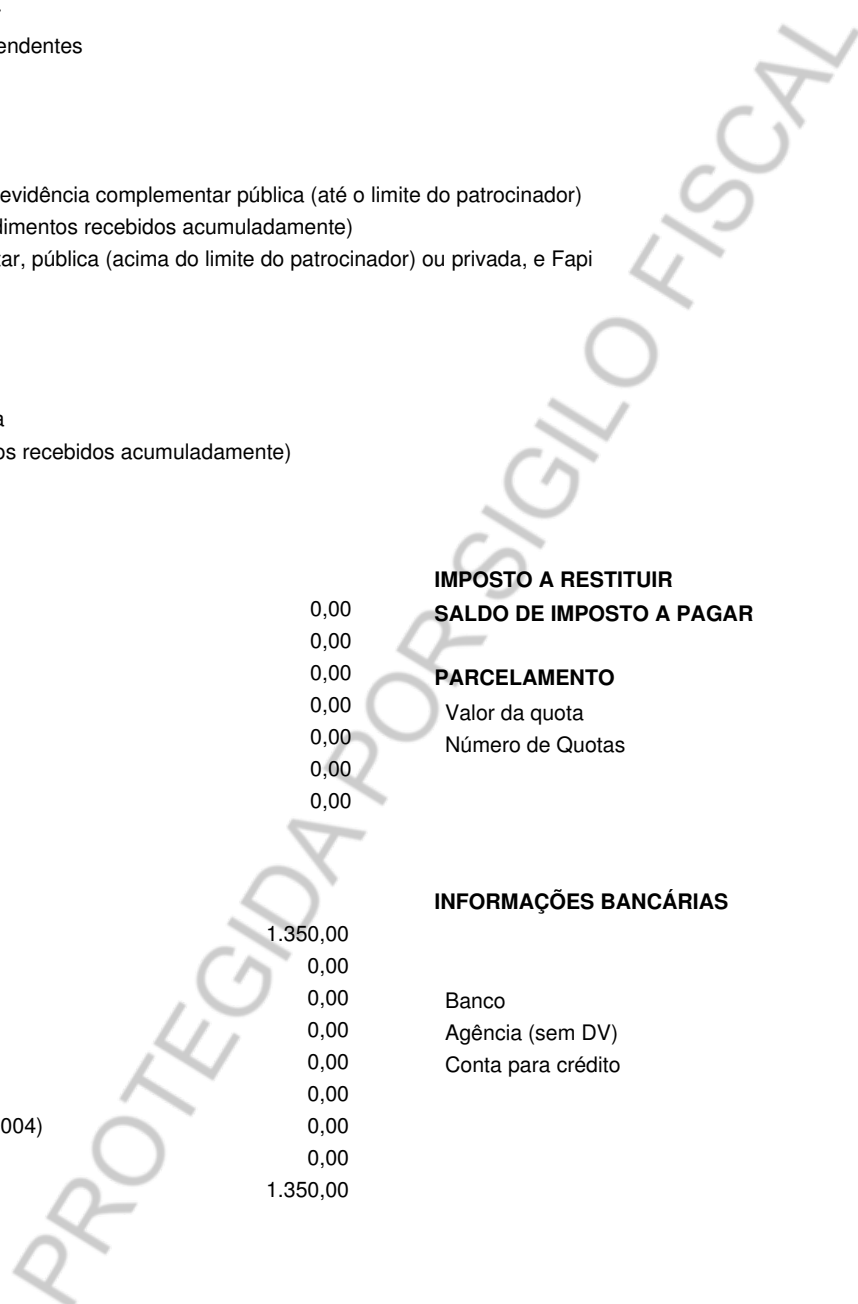 endentes
evidência complementar pública (até o limite do patrocinador)
dimentos recebidos acumuladamente)
tar, pública (acima do limite do patrocinador) ou privada, e Fapi
a
os recebidos acumuladamente)
IMPOSTO A RESTITUIR
0,00 SALDO DE IMPOSTO A PAGAR
0,00
0,00 PARCELAMENTO
0,00 Valor da quota
0,00 Número de Quotas
0,00
0,00
INFORMAÇÕES BANCÁRIAS
1.350,00
0,00
0,00 Banco
0,00 Agência (sem DV)
0,00 Conta para crédito
0,00
004) 0,00
0,00
1.350,00
PROTEGIDA POR SIGILO FISCAL